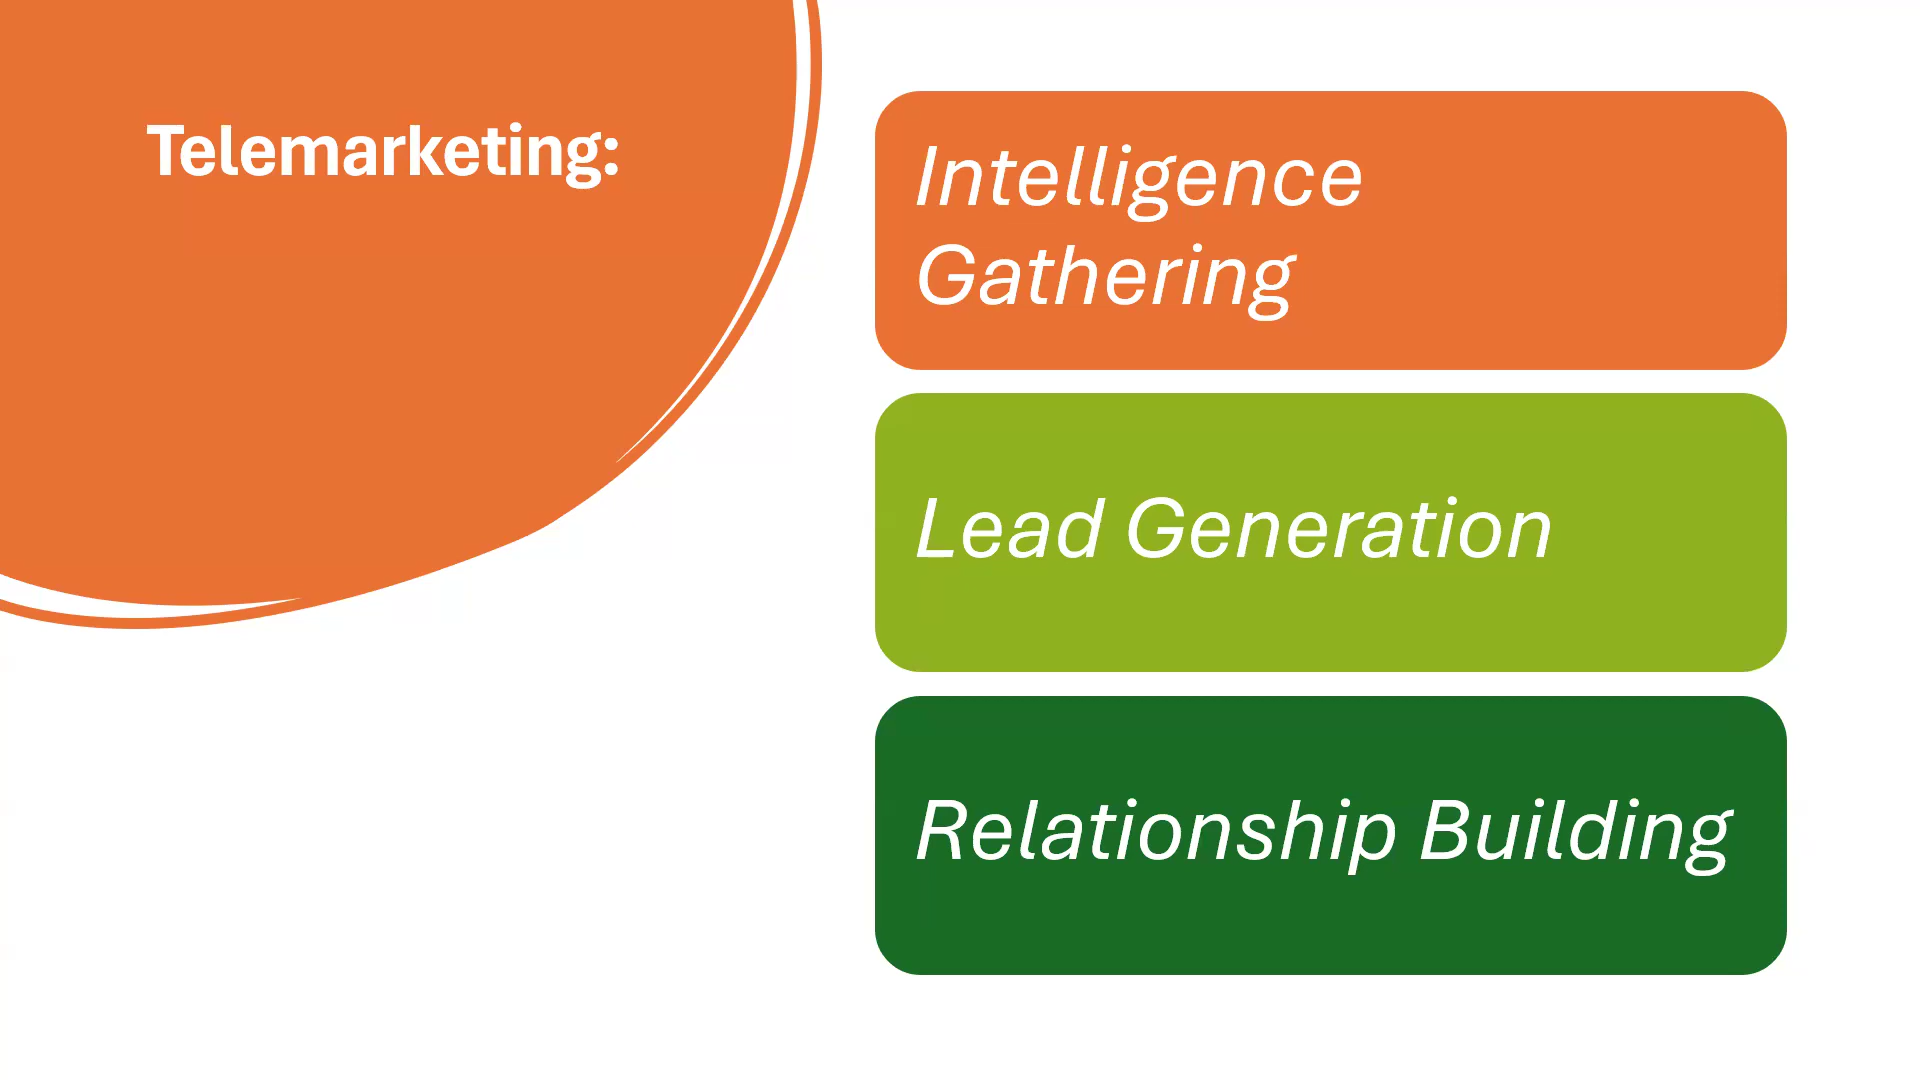 Telemarketing:
Intelligence
Gathering
Lead Generation
Relationship Building